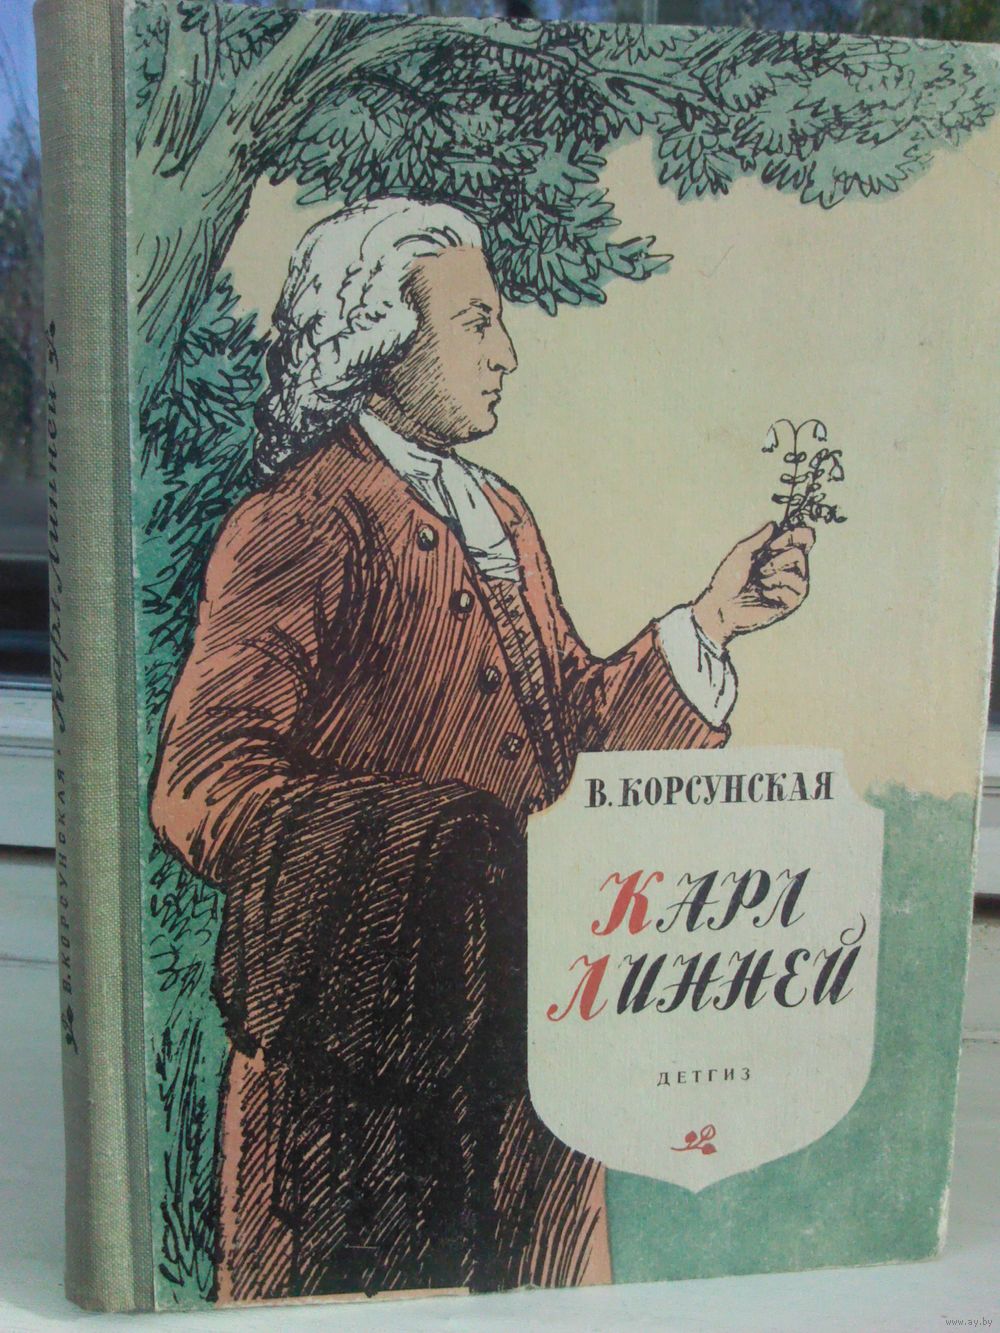 В. КОРСУНСКАЯ
КАРЛ
ЛИННЕЙ
ДЕТГИЗ
В. КОРСУНСКАЯ · Карл Линней
www.ay.by